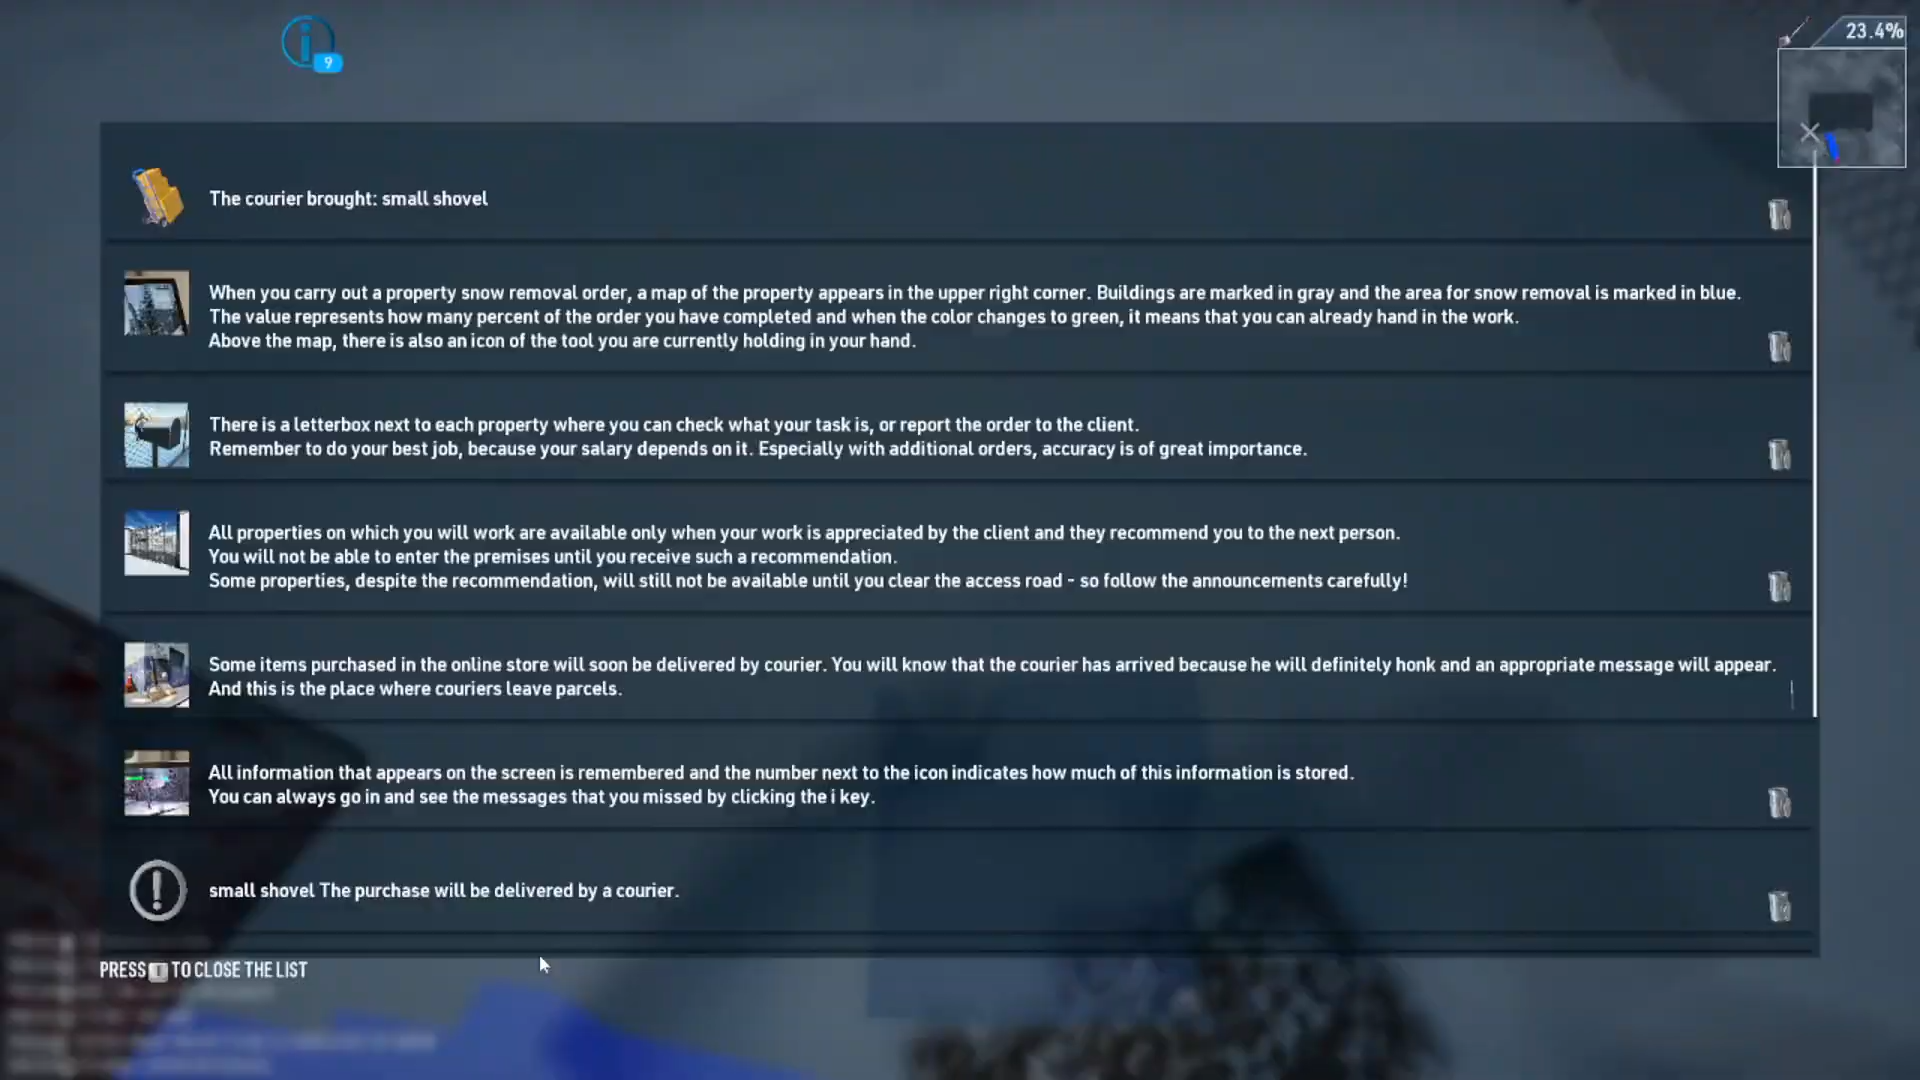 9
23.4%
The courier brought: small shovel
When you carry out a property snow removal order, a map of the property appears in the upper right corner. Buildings are marked in gray and the area for snow removal is marked in blue.
The value represents how many percent of the order you have completed and when the color changes to green, it means that you can already hand in the work.
Above the map, there is also an icon of the tool you are currently holding in your hand.
There is a letterbox next to each property where you can check what your task is, or report the order to the client.
Remember to do your best job, because your salary depends on it. Especially with additional orders, accuracy is of great importance.
All properties on which you will work are available only when your work is appreciated by the client and they recommend you to the next person.
You will not be able to enter the premises until you receive such a recommendation.
Some properties, despite the recommendation, will still not be available until you clear the access road - so follow the announcements carefully!
Some items purchased in the online store will soon be delivered by courier. You will know that the courier has arrived because he will definitely honk and an appropriate message will appear.
And this is the place where couriers leave parcels.
All information that appears on the screen is remembered and the number next to the icon indicates how much of this information is stored.
You can always go in and see the messages that you missed by clicking the i key.
small shovel The purchase will be delivered by a courier.
PRESS I TO CLOSE THE LIST